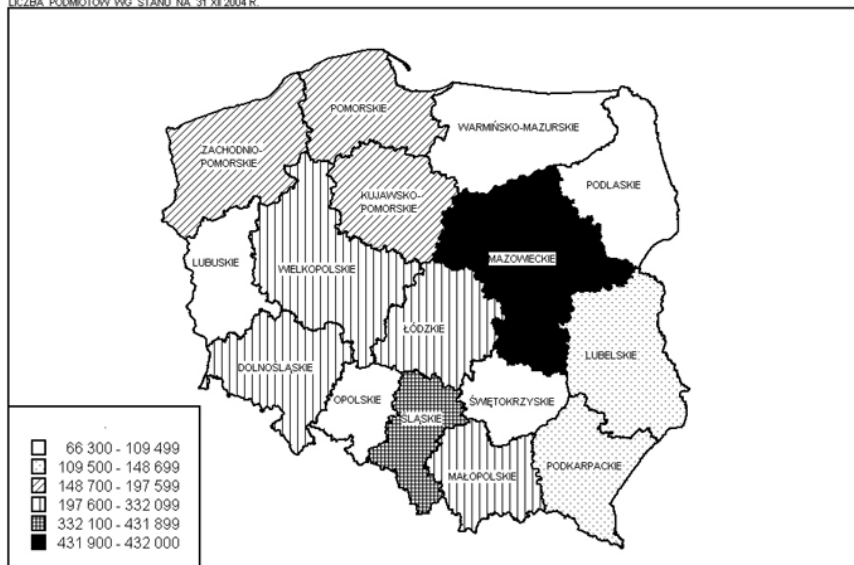 LICZBA PODMIOTÓW WG STANU NA 31 XII 2004 R.
POMORSKIE
WARMIŃSKO-MAZURSKIE
ZACHODNIO-
POMORSKIE
PODLASKIE
KUJAWSKO-
POMORSKIE
LUBUSKIE
WIELKOPOLSKIE
MAZOWIECKIE
ŁÓDZKIE
LUBELSKIE
DOLNOSLĄSKIE
OPOLSKIE
ŚWIĘTOKRZYSKIE
SLĄSKIE
PODKARPACKIE
MAŁOPOLSKIE
66 300 - 109 499
109 500 - 148 699
148 700 - 197 599
197 600 - 332 099
332 100 - 431 899
431 900 - 432 000